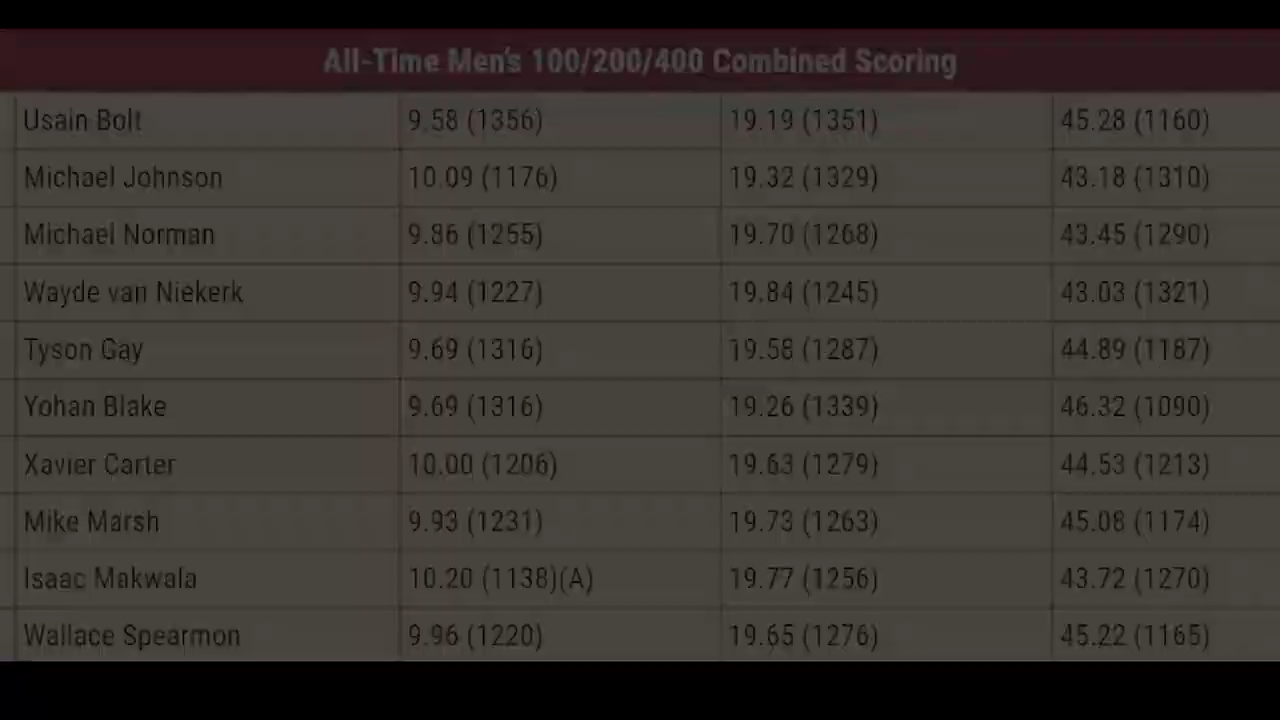 All-Time Men's 100/200/400 Combined Scoring
Usain Bolt 9.58 (1356) 19.19 (1351) 45.28 (1160)
Michael Johnson 10.09 (1176) 19.32 (1329) 43.18 (1310)
Michael Norman 9.86 (1255) 19.70 (1268) 43.45 (1290)
Wayde van Niekerk 9.94 (1227) 19.84 (1245) 43.03 (1321)
Tyson Gay 9.69 (1316) 19.58 (1287) 44.89 (1187)
Yohan Blake 9.69 (1316) 19.26 (1339) 46.32 (1090)
Xavier Carter 10.00 (1206) 19.63 (1279) 44.53 (1213)
Mike Marsh 9.93 (1231) 19.73 (1263) 45.08 (1174)
Isaac Makwala 10.20 (1138)(A) 19.77 (1256) 43.72 (1270)
Wallace Spearmon 9.96 (1220) 19.65 (1276) 45.22 (1165)